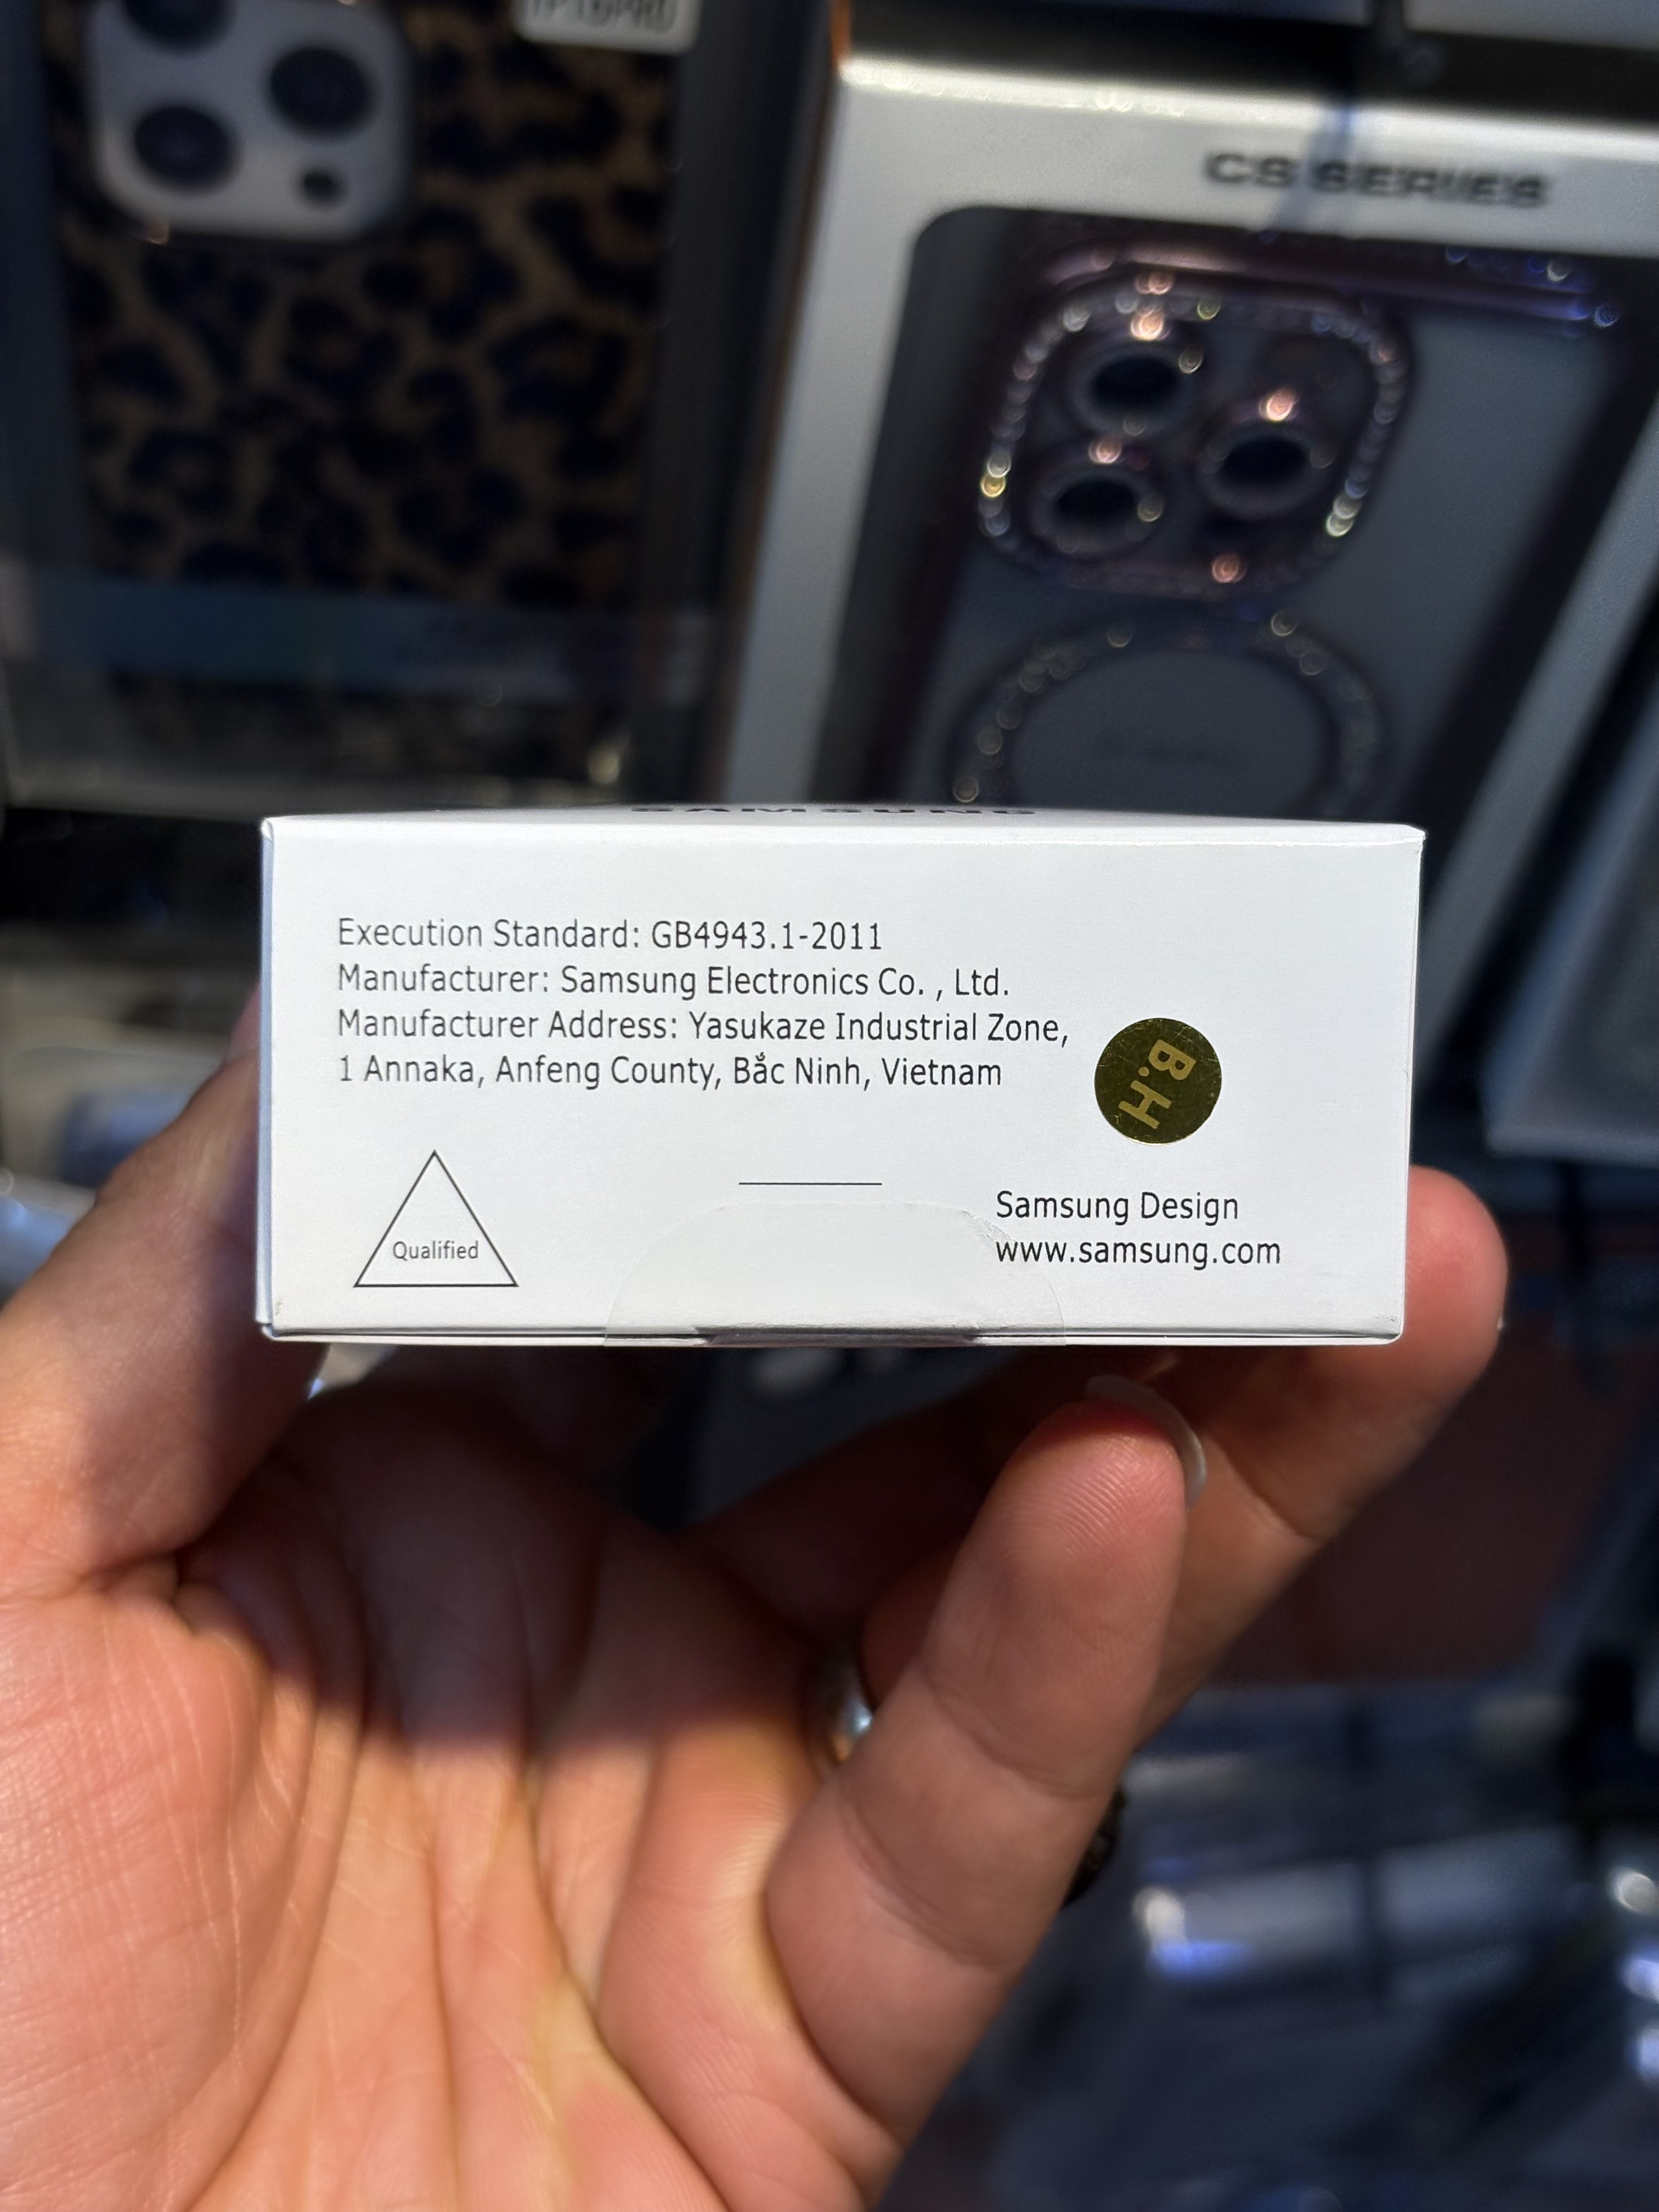 CS SERIES
SAMSUNG
Execution Standard: GB4943.1-2011
Manufacturer: Samsung Electronics Co. , Ltd.
Manufacturer Address: Yasukaze Industrial Zone,
1 Annaka, Anfeng County, Bắc Ninh, Vietnam
B.H
Qualified
Samsung Design
www.samsung.com